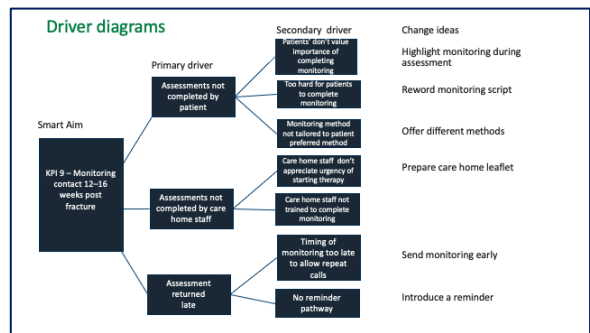 Driver diagrams
Secondary driver
Change ideas
Primary driver
Smart Aim
KPI 9 – Monitoring
contact 12–16
weeks post
fracture
Assessments not
completed by
patient
Patients' don't value
importance of
completing
monitoring
Highlight monitoring during
assessment
Too hard for patients
to complete
monitoring
Reword monitoring script
Monitoring method
not tailored to patient
preferred method
Offer different methods
Assessments not
completed by care
home staff
Care home staff don't
appreciate urgency of
starting therapy
Prepare care home leaflet
Care home staff not
trained to complete
monitoring
Assessment
returned
late
Timing of
monitoring too late
to allow repeat
calls
Send monitoring early
No reminder
pathway
Introduce a reminder